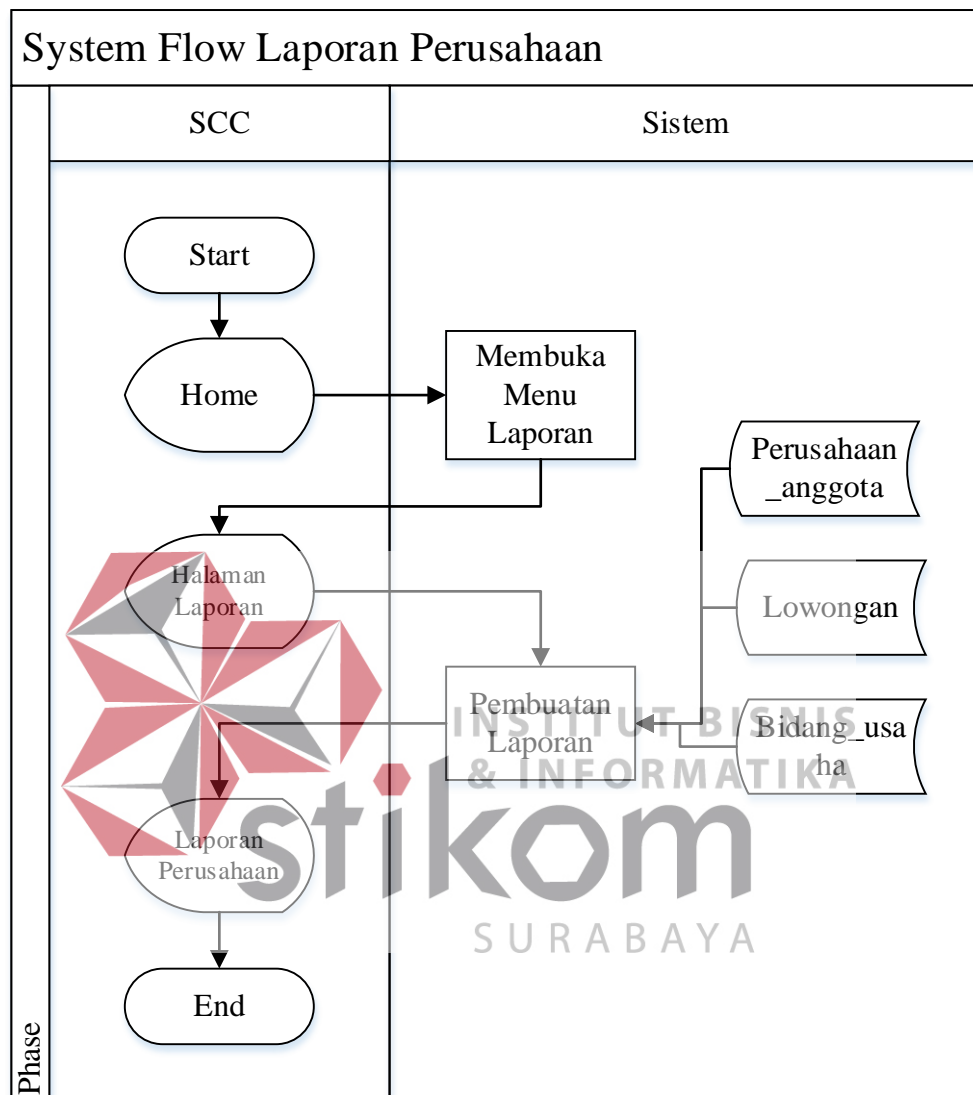 System Flow Laporan Perusahaan
SCC
Sistem
Start
Home
Membuka
Menu
Laporan
Perusahaan
_anggota
Halaman
Laporan
Lowongan
Pembuatan
Laporan
Bidang_usa
ha
INSTITUT BISNIS
& INFORMATIKA
stikom
SURABAYA
Laporan
Perusahaan
End
Phase